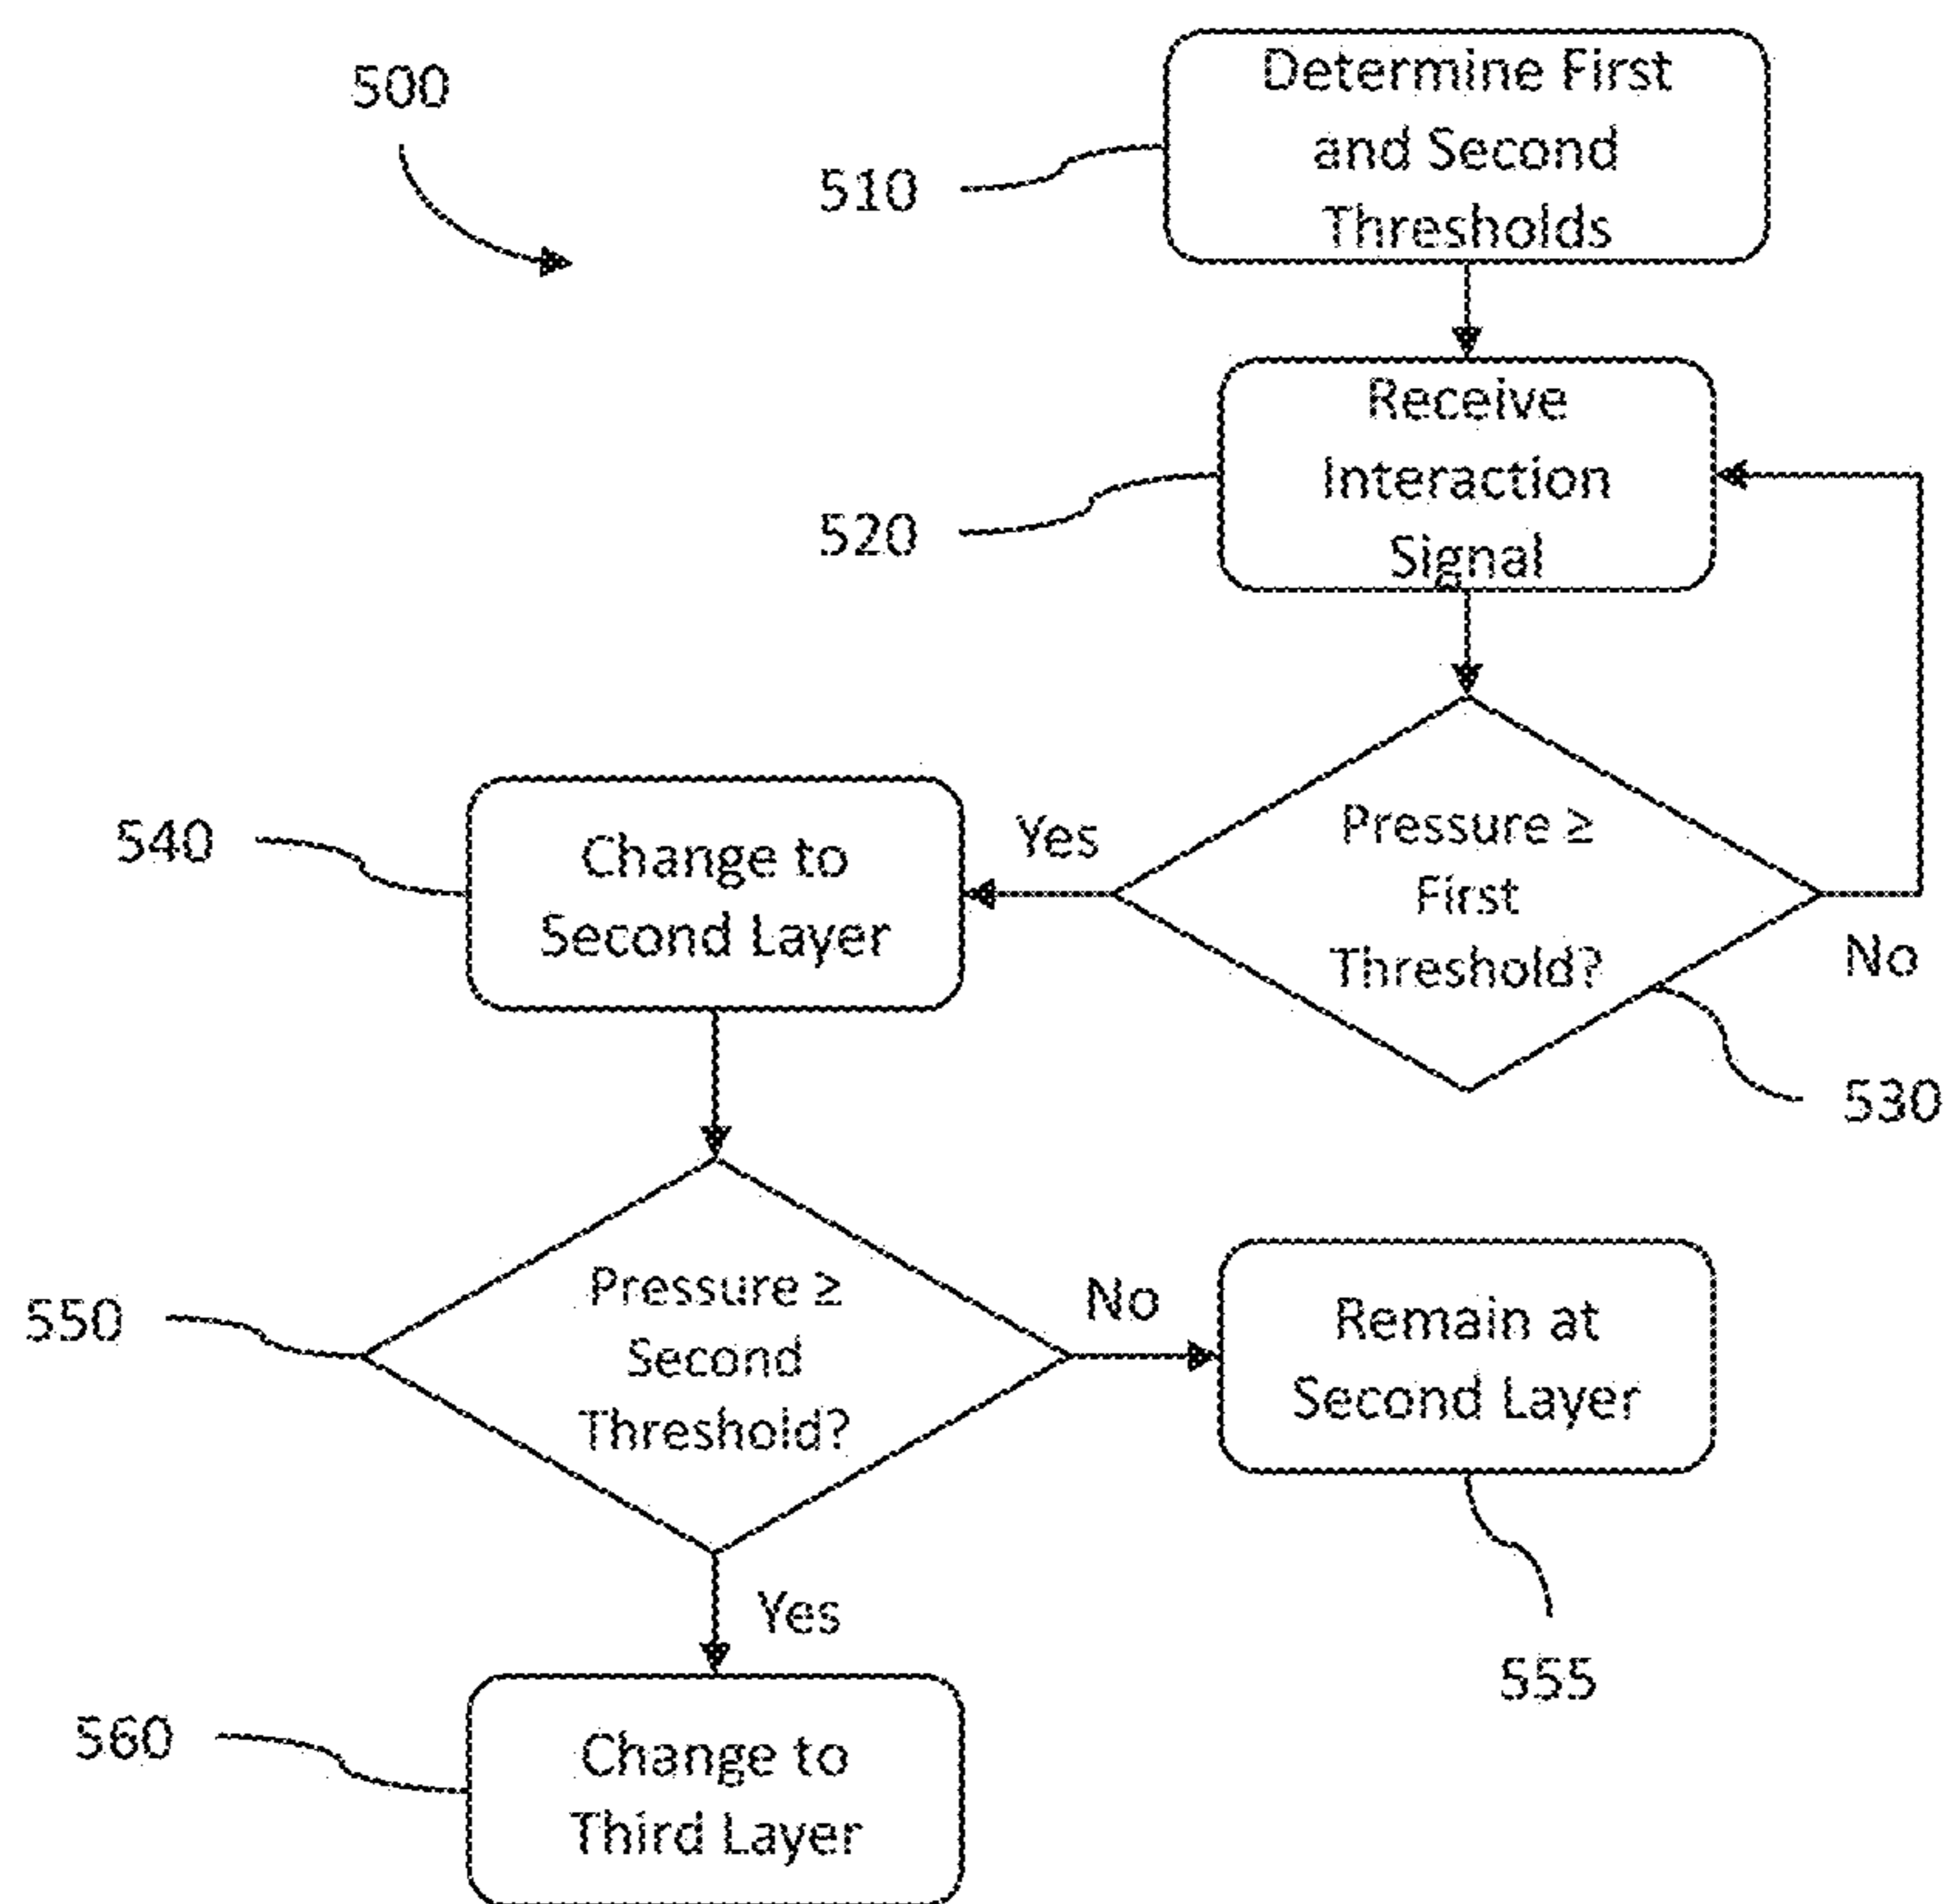 500
510
Determine First
and Second
Thresholds
520
Receive
Interaction
Signal
540
Change to
Second Layer
Yes
Pressure ≥
First
Threshold?
No
530
550
Pressure ≥
Second
Threshold?
No
Remain at
Second Layer
555
Yes
560
Change to
Third Layer